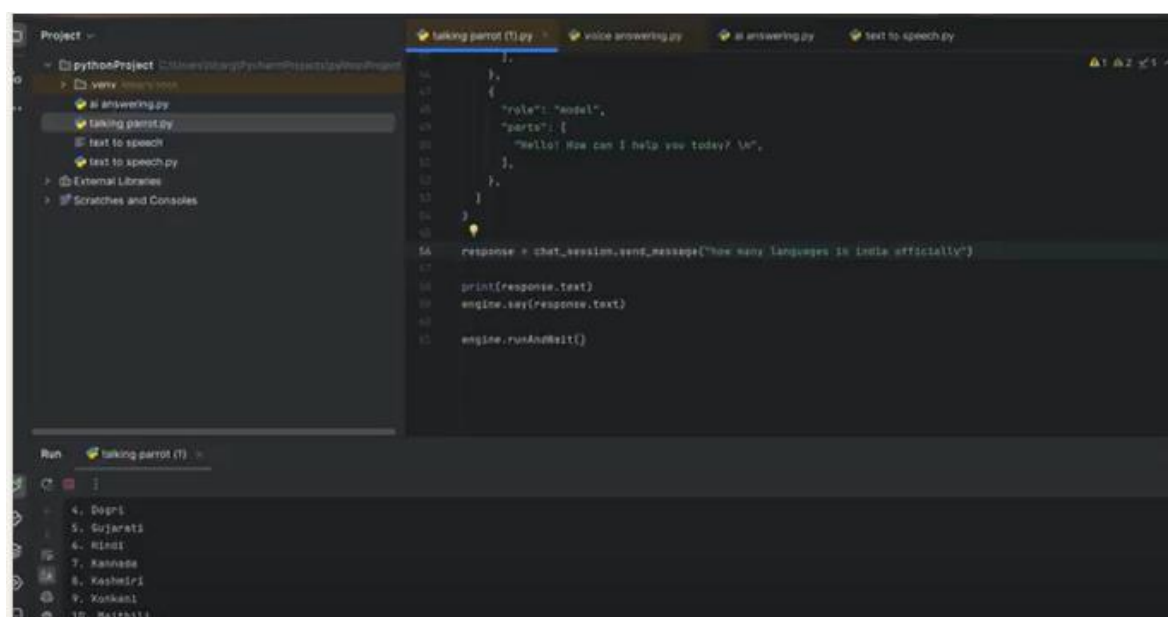 Project
talking parrot (1).py
voice answering.py
ai answering.py
text to speech.py
pythonProject
.venv
ai answering.py
talking parrot.py
text to speech
text to speech.py
External Libraries
Scratches and Consoles
],
},
{
"role": "model",
"parts": [
"Hello! How can I help you today? \n",
],
},
]
)
56 response = chat_session.send_message("how many languages in india officially")
print(response.text)
engine.say(response.text)
engine.runAndWait()
Run
talking parrot (1)
4. Dogri
5. Gujarati
6. Hindi
7. Kannada
8. Kashmiri
9. Konkani
10. Maithili